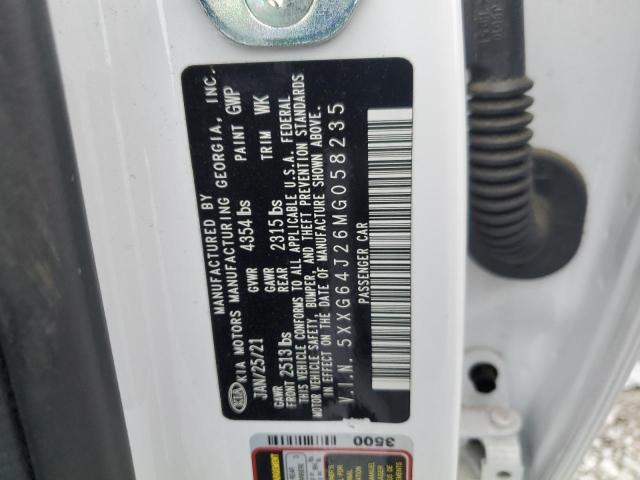 MANUFACTURED BY
KIA MOTORS MANUFACTURING GEORGIA, INC.
JAN/25/21 GVWR 4354 lbs PAINT GWP
GAWR FRONT 2513 lbs GAWR REAR 2315 lbs TRIM WK
THIS VEHICLE CONFORMS TO ALL APPLICABLE U.S.A. FEDERAL
MOTOR VEHICLE SAFETY, BUMPER, AND THEFT PREVENTION STANDARDS
IN EFFECT ON THE DATE OF MANUFACTURE SHOWN ABOVE.
V.I.N. 5XXG64J26MG058235
PASSENGER CAR
3500